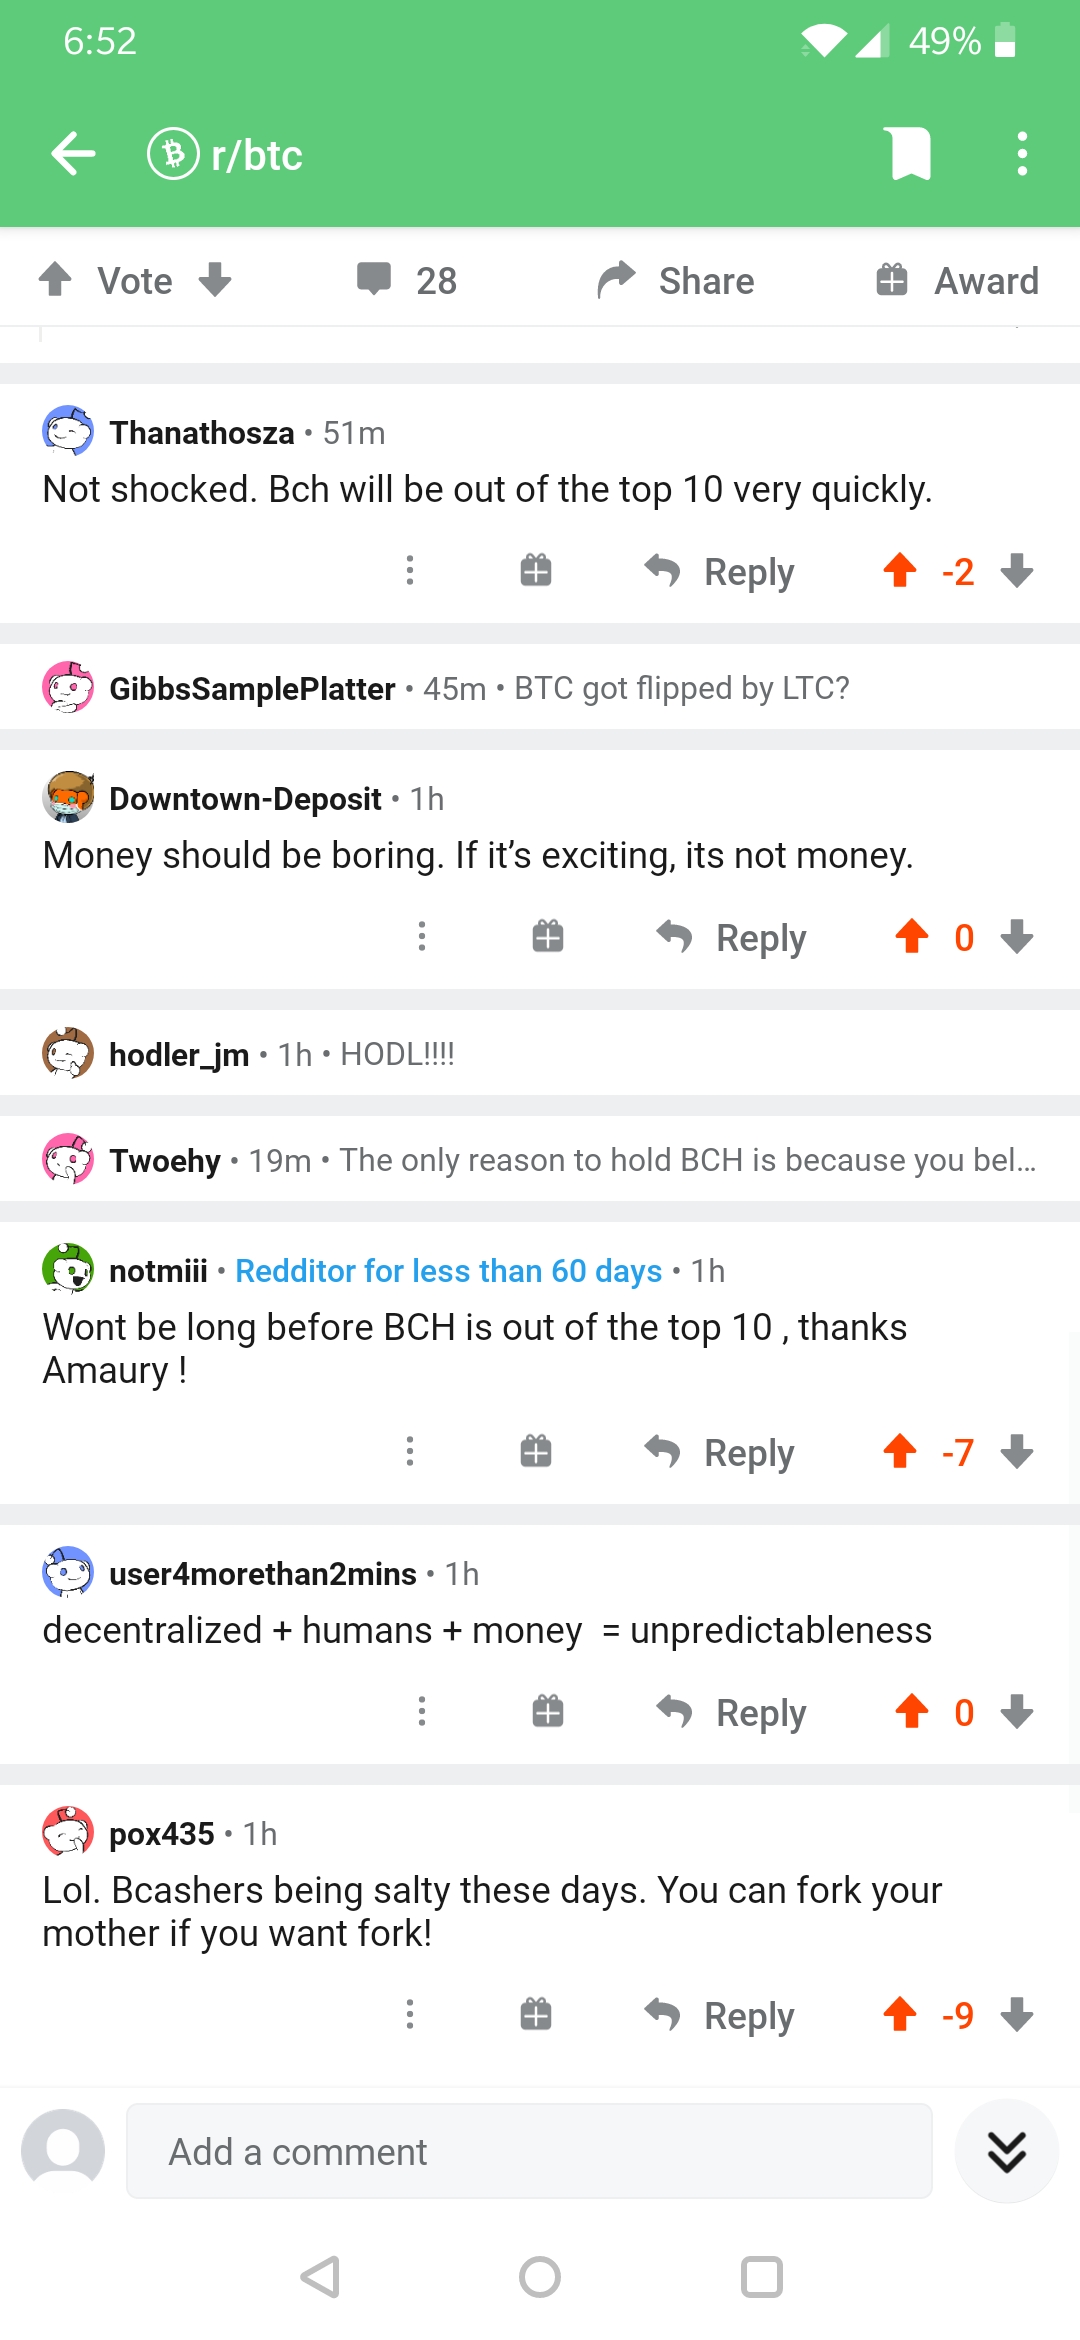 6:52
49%
r/btc
Vote
28
Share
Award
Thanathosza • 51m
Not shocked. Bch will be out of the top 10 very quickly.
Reply
-2
GibbsSamplePlatter • 45m • BTC got flipped by LTC?
Downtown-Deposit • 1h
Money should be boring. If it’s exciting, its not money.
Reply
0
hodler_jm • 1h • HODL!!!!
Twoehy • 19m • The only reason to hold BCH is because you bel...
notmiii • Redditor for less than 60 days • 1h
Wont be long before BCH is out of the top 10 , thanks
Amaury !
Reply
-7
user4morethan2mins • 1h
decentralized + humans + money  = unpredictableness
Reply
0
pox435 • 1h
Lol. Bcashers being salty these days. You can fork your
mother if you want fork!
Reply
-9
Add a comment